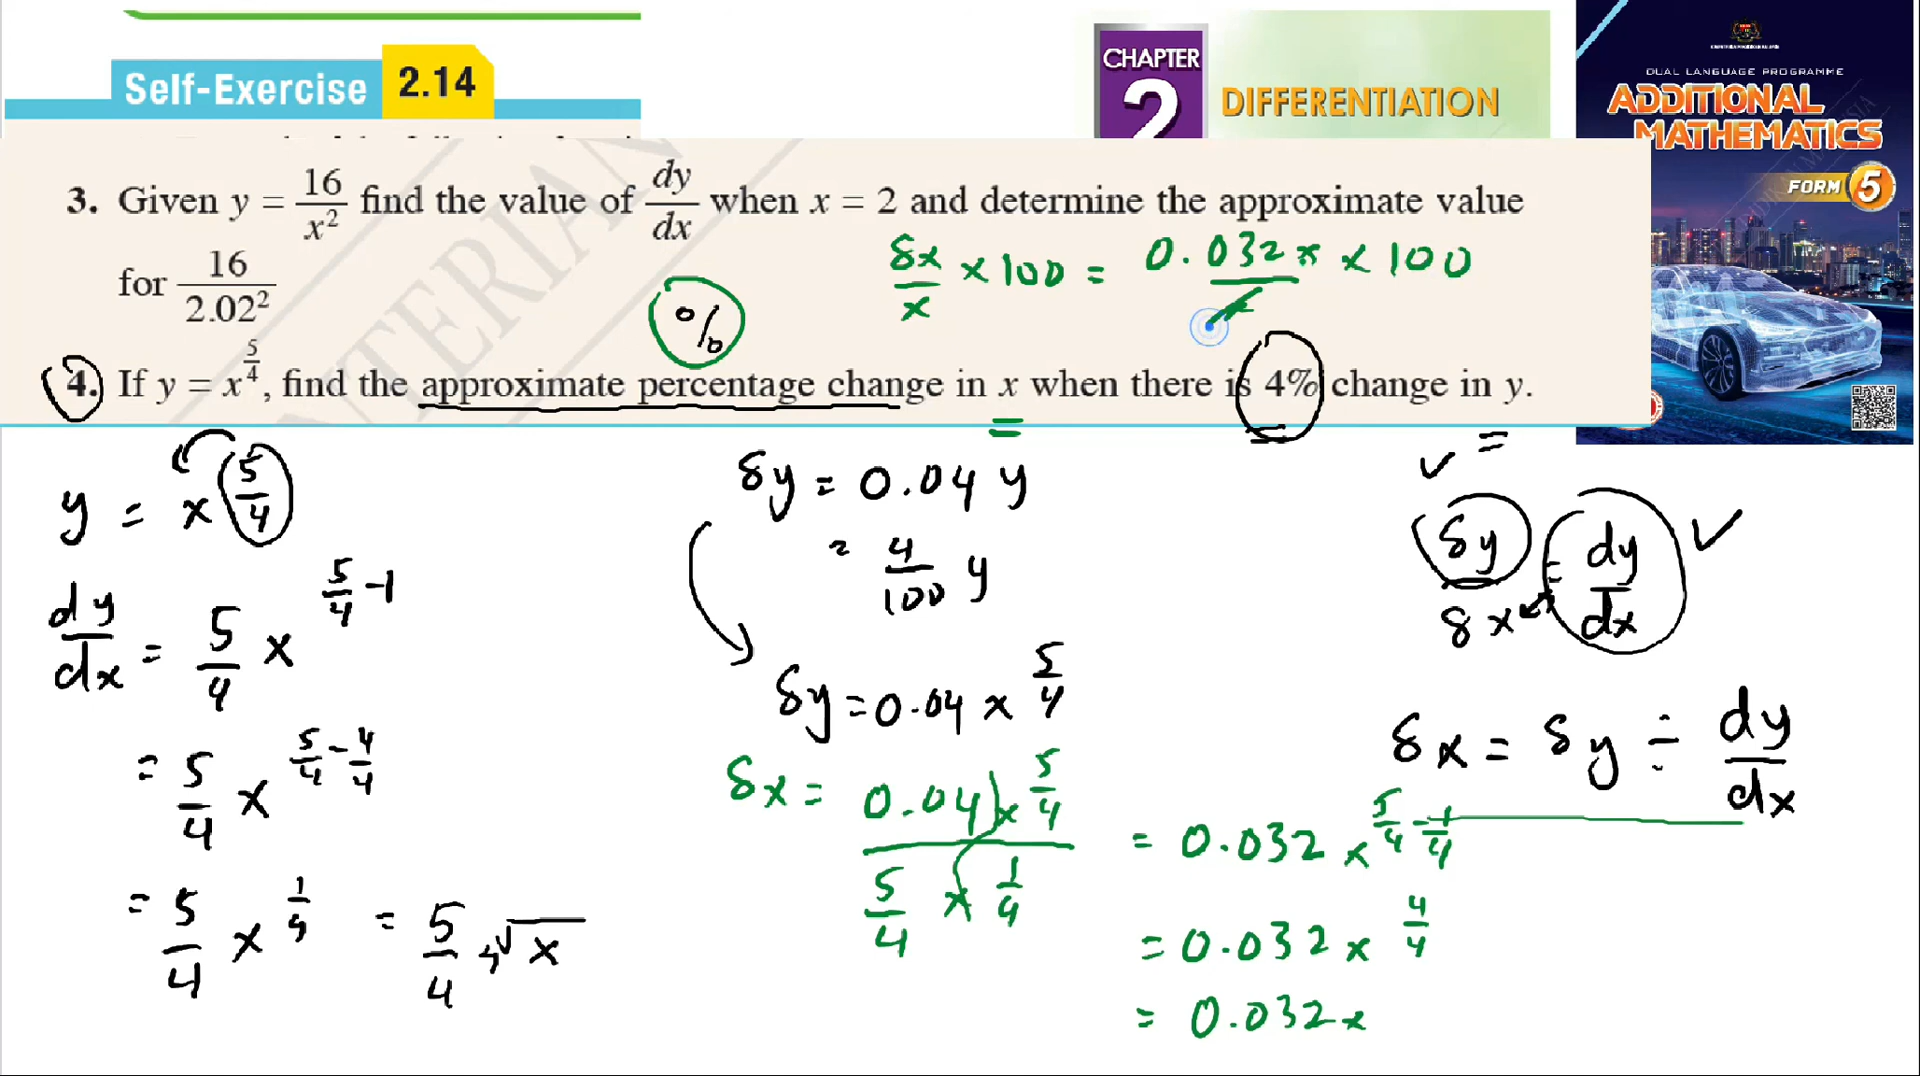 Self-Exercise 2.14
CHAPTER 2
DIFFERENTIATION
DUAL LANGUAGE PROGRAMME
ADDITIONAL
MATHEMATICS
FORM 5
3. Given y = 16/x² find the value of dy/dx when x = 2 and determine the approximate value
for 16/2.02²
δx/x × 100 = 0.032x/x × 100
%
4. If y = x^(5/4), find the approximate percentage change in x when there is 4% change in y.
y = x^(5/4)
dy/dx = 5/4 x^(5/4 - 1)
= 5/4 x^(5/4 - 4/4)
= 5/4 x^(1/4) = 5/4 ⁴√x
δy = 0.04 y
= 4/100 y
δy = 0.04 x^(5/4)
δx = 0.04 x^(5/4) / 5/4 x^(1/4)
= 0.032 x^(5/4 - 1/4)
= 0.032 x^(4/4)
= 0.032x
δy/δx = dy/dx
δx = δy ÷ dy/dx